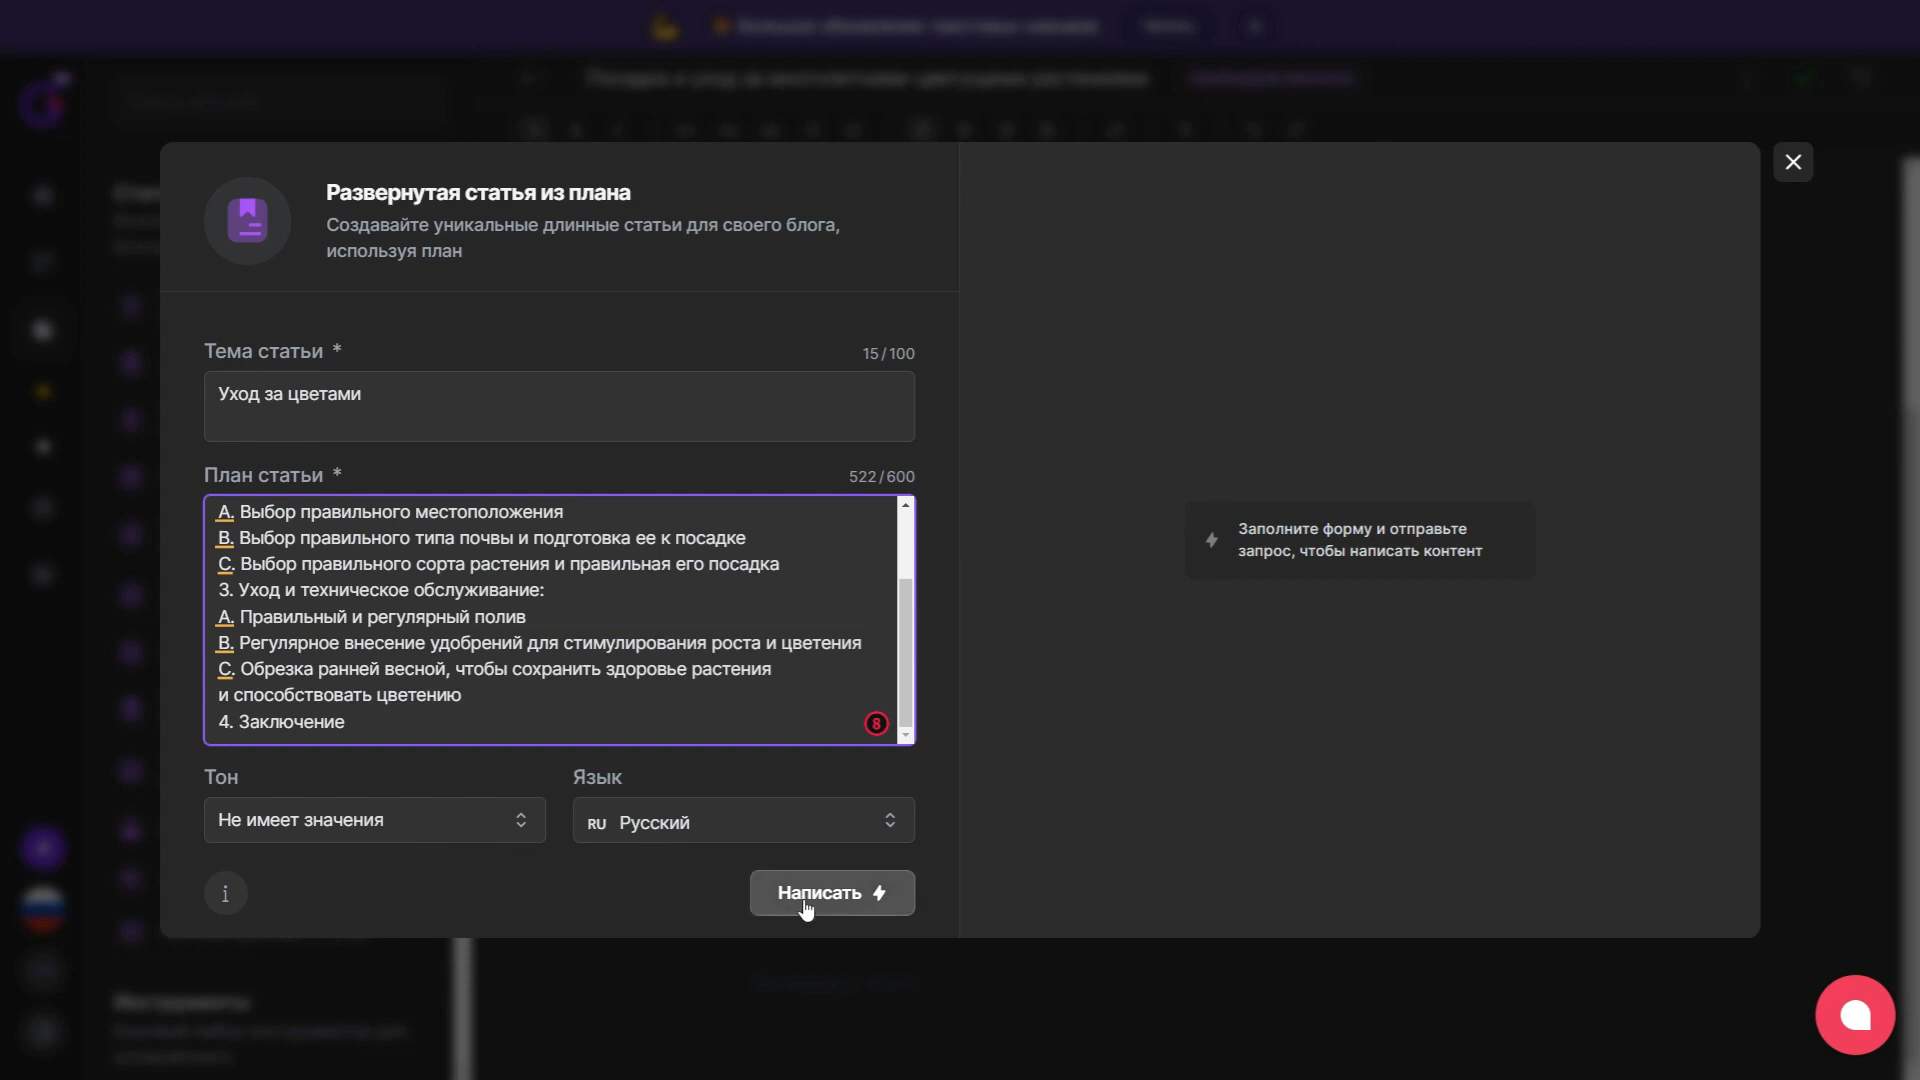 Развернутая статья из плана
Создавайте уникальные длинные статьи для своего блога,
используя план
Тема статьи *
15/100
Уход за цветами
План статьи *
522/600
A. Выбор правильного местоположения
B. Выбор правильного типа почвы и подготовка ее к посадке
C. Выбор правильного сорта растения и правильная его посадка
3. Уход и техническое обслуживание:
A. Правильный и регулярный полив
B. Регулярное внесение удобрений для стимулирования роста и цветения
C. Обрезка ранней весной, чтобы сохранить здоровье растения
и способствовать цветению
4. Заключение
8
Тон
Язык
Не имеет значения
RU Русский
i
Написать
Заполните форму и отправьте
запрос, чтобы написать контент